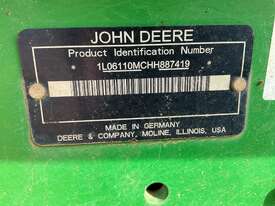 JOHN DEERE
Product Identification Number
1L06110MCHH887419
MADE IN GERMANY
DEERE & COMPANY, MOLINE, ILLINOIS, USA